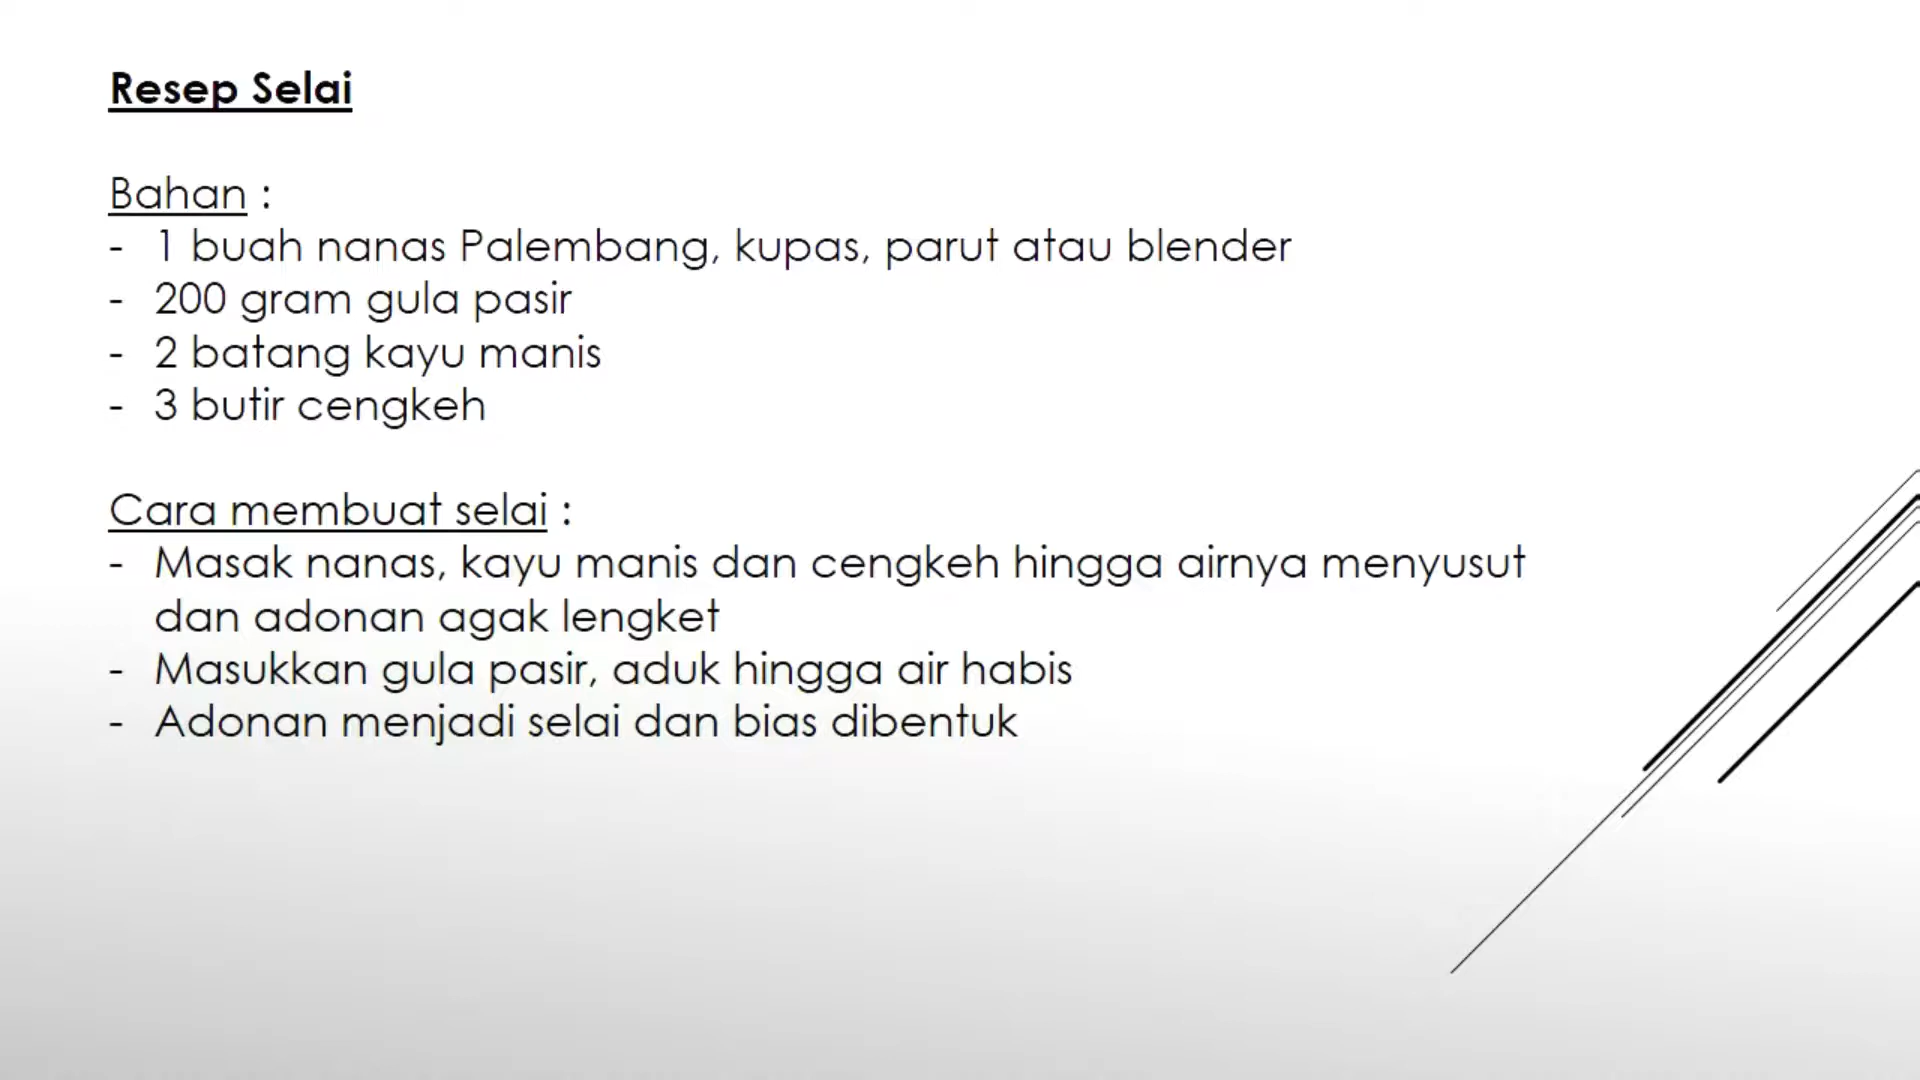 Resep Selai
Bahan :
- 1 buah nanas Palembang, kupas, parut atau blender
- 200 gram gula pasir
- 2 batang kayu manis
- 3 butir cengkeh
Cara membuat selai :
- Masak nanas, kayu manis dan cengkeh hingga airnya menyusut
dan adonan agak lengket
- Masukkan gula pasir, aduk hingga air habis
- Adonan menjadi selai dan bias dibentuk